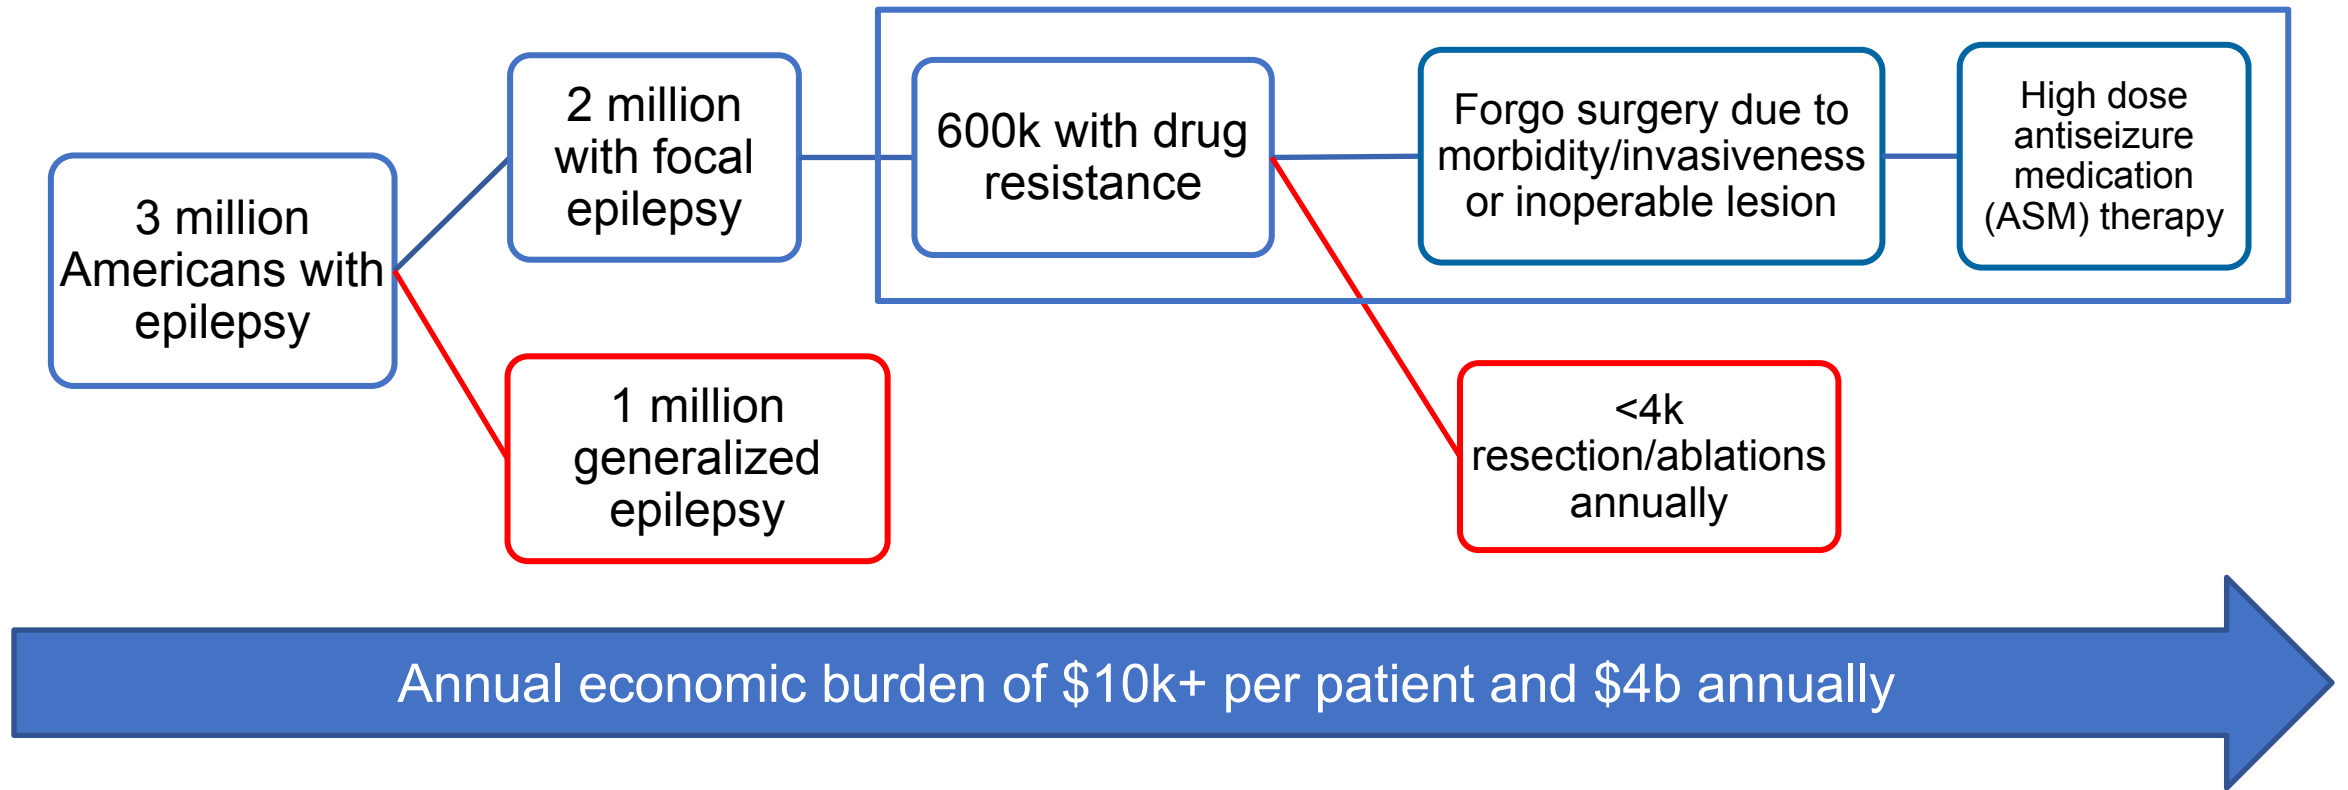 3 million
Americans with
epilepsy
2 million
with focal
epilepsy
1 million
generalized
epilepsy
600k with drug
resistance
Forgo surgery due to
morbidity/invasiveness
or inoperable lesion
<4k
resection/ablations
annually
High dose
antiseizure
medication
(ASM) therapy
Annual economic burden of $10k+ per patient and $4b annually